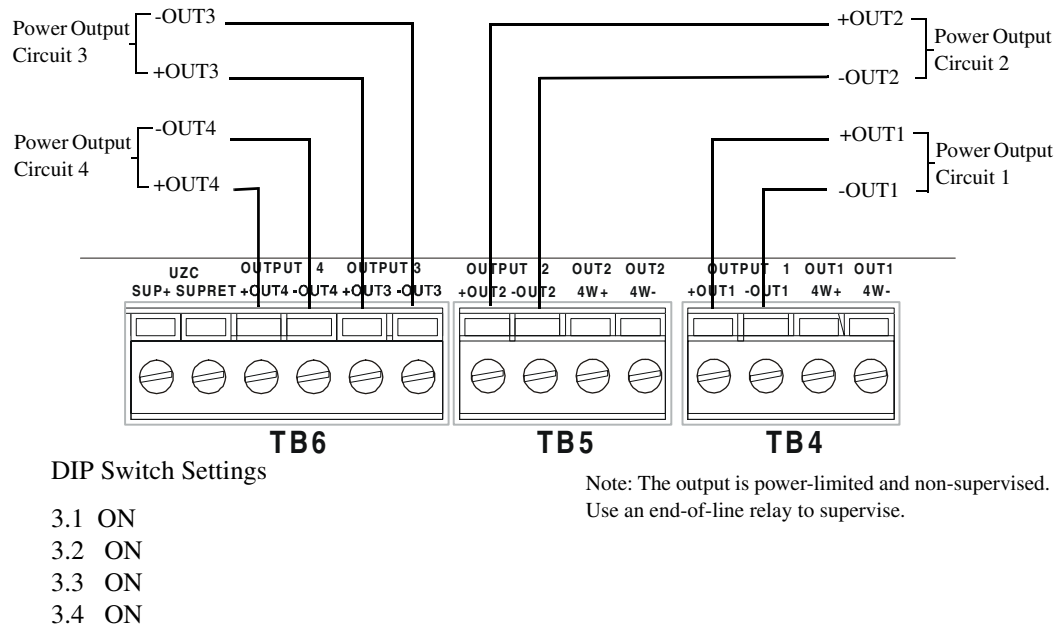 Power Output
Circuit 3
-OUT3
+OUT3
Power Output
Circuit 4
-OUT4
+OUT4
+OUT2
-OUT2
Power Output
Circuit 2
+OUT1
-OUT1
Power Output
Circuit 1
UZC OUTPUT 4 OUTPUT 3
SUP+ SUPRET +OUT4 -OUT4 +OUT3 -OUT3
OUTPUT 2 OUT2 OUT2
+OUT2 -OUT2 4W+ 4W-
OUTPUT 1 OUT1 OUT1
+OUT1 -OUT1 4W+ 4W-
TB6
TB5
TB4
DIP Switch Settings
3.1 ON
3.2 ON
3.3 ON
3.4 ON
Note: The output is power-limited and non-supervised.
Use an end-of-line relay to supervise.